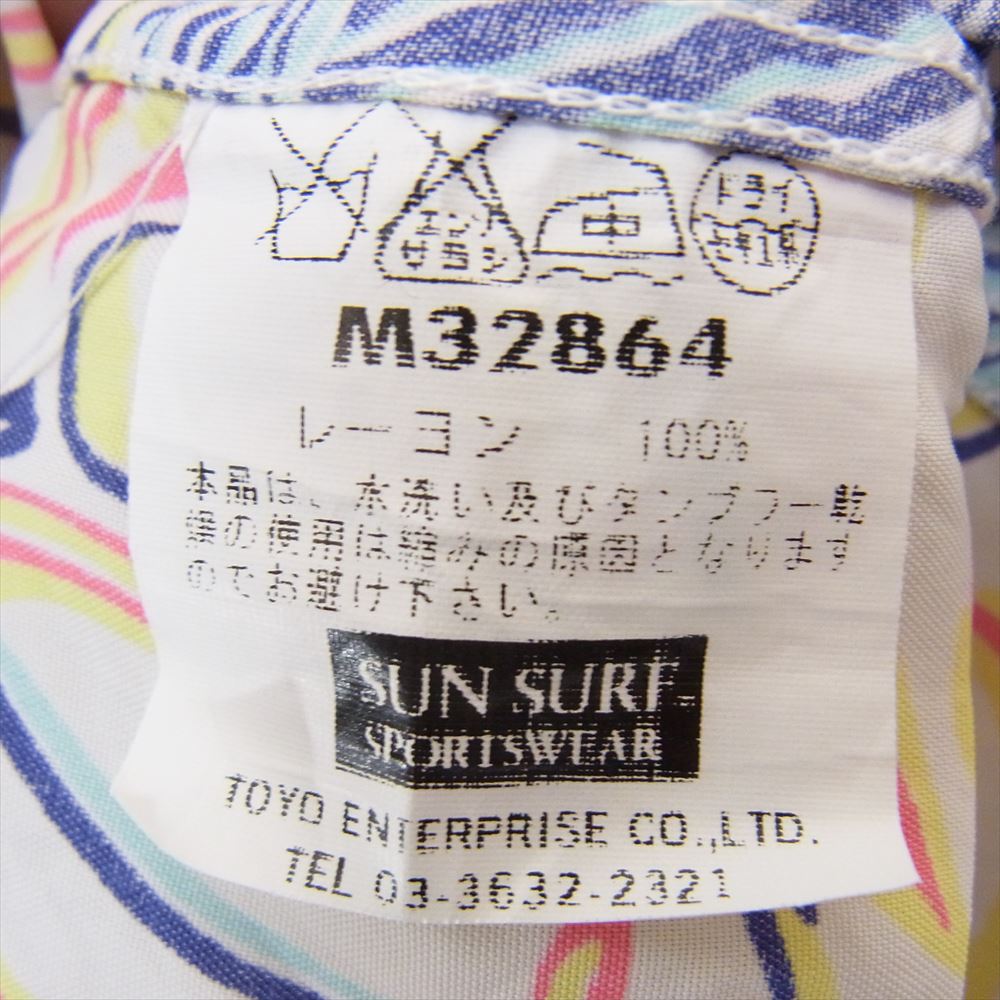 エンソ
サラシ
中
ドライ
石油系
M32864
レーヨン 100%
本品は、水洗い及びタンブラー乾
燥の使用は縮みの原因となります
のでお避け下さい。
SUN SURF
SPORTSWEAR
TOYO ENTERPRISE CO.,LTD.
TEL 03-3632-2321